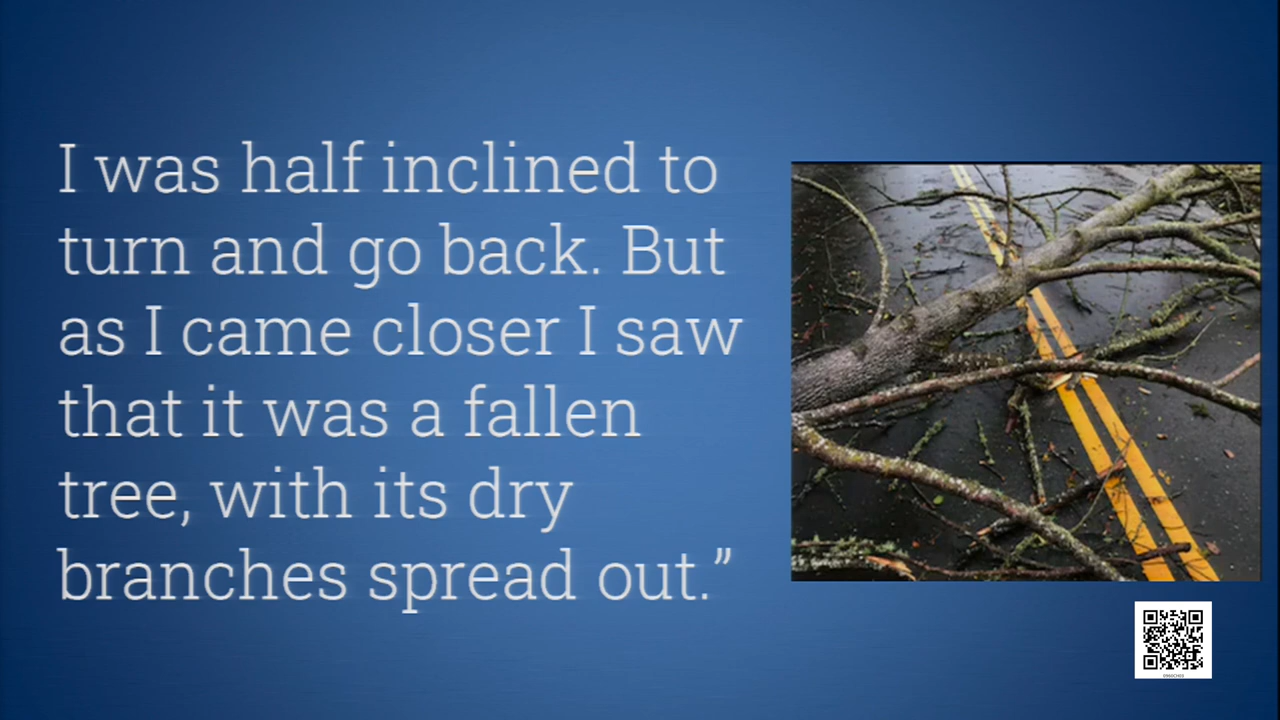 I was half inclined to
turn and go back. But
as I came closer I saw
that it was a fallen
tree, with its dry
branches spread out.”